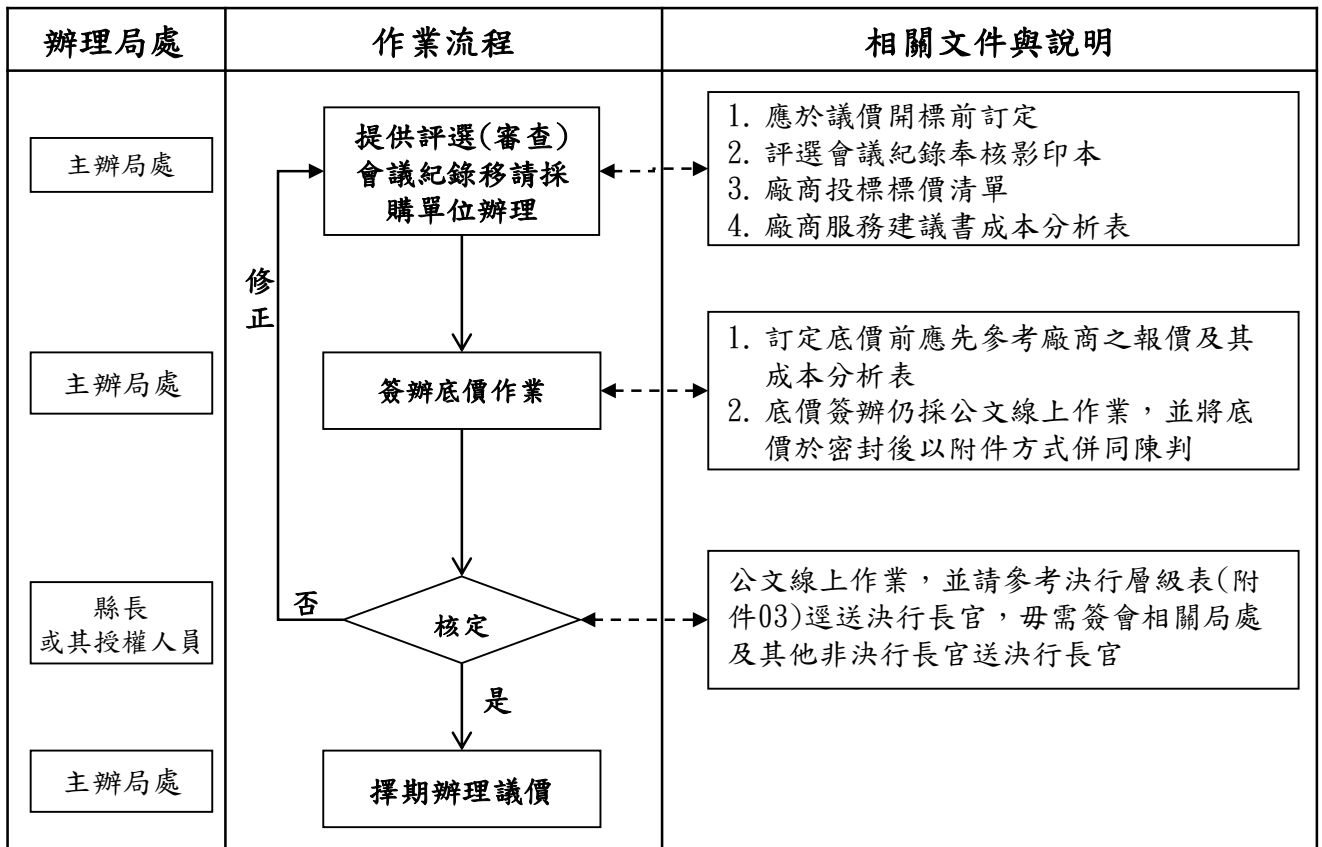 辦理局處
作業流程
相關文件與說明
主辦局處
提供評選(審查)
會議紀錄移請採
購單位辦理
1. 應於議價開標前訂定
2. 評選會議紀錄奉核影印本
3. 廠商投標標價清單
4. 廠商服務建議書成本分析表
修
正
主辦局處
簽辦底價作業
1. 訂定底價前應先參考廠商之報價及其
成本分析表
2. 底價簽辦仍採公文線上作業，並將底
價於密封後以附件方式併同陳判
縣長
或其授權人員
否
核定
公文線上作業，並請參考決行層級表(附
件03)逕送決行長官，毋需簽會相關局處
及其他非決行長官送決行長官
是
主辦局處
擇期辦理議價